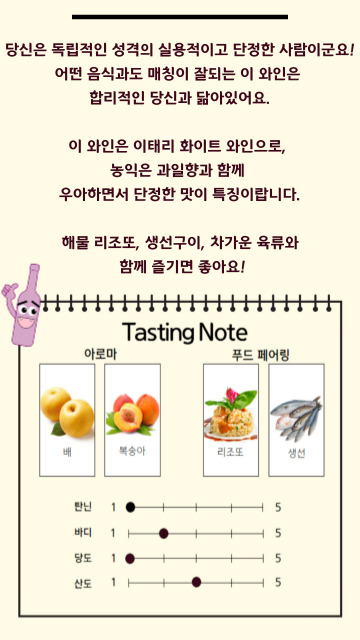 당신은 독립적인 성격의 실용적이고 단정한 사람이군요!
어떤 음식과도 매칭이 잘되는 이 와인은
합리적인 당신과 닮아있어요.
이 와인은 이태리 화이트 와인으로,
농익은 과일향과 함께
우아하면서 단정한 맛이 특징이랍니다.
해물 리조또, 생선구이, 차가운 육류와
함께 즐기면 좋아요!
Tasting Note
아로마 푸드 페어링
배 복숭아 리조또 생선
탄닌 1 5
바디 1 5
당도 1 5
산도 1 5